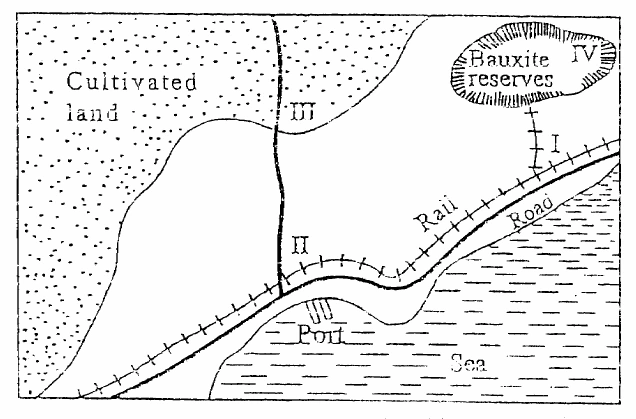 Cultivated
land
III
Bauxite IV
reserves
I
Rail
Road
II
Port
Sea